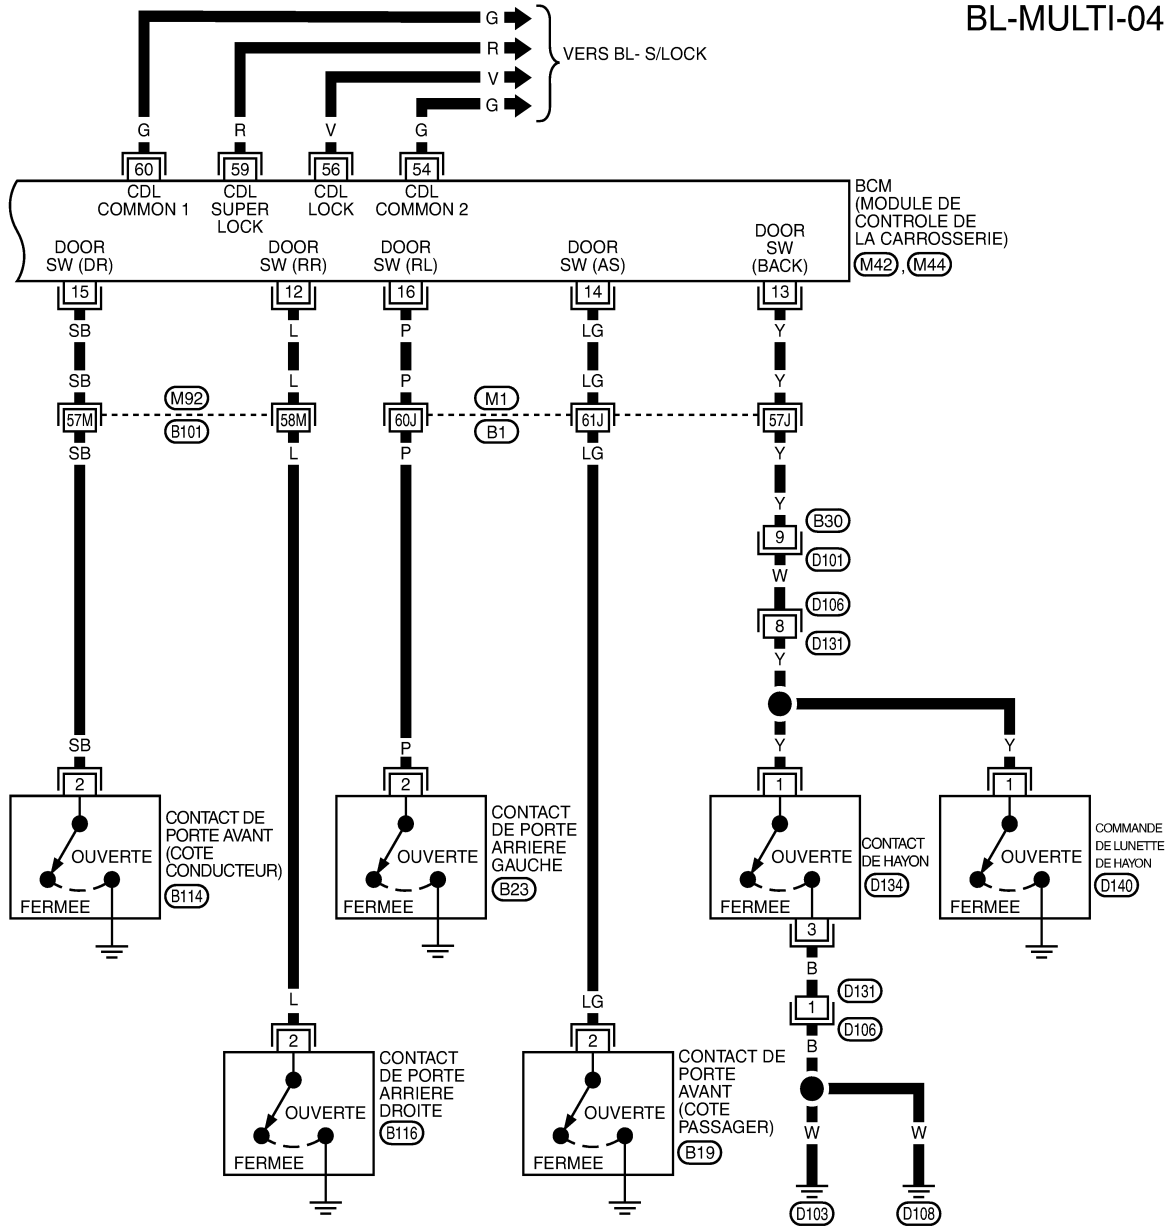 BL-MULTI-04
G
R
V
G
VERS BL- S/LOCK
G R V G
60 59 56 54
CDL COMMON 1
CDL SUPER LOCK
CDL LOCK
CDL COMMON 2
BCM
(MODULE DE
CONTROLE DE
LA CARROSSERIE)
M42 , M44
DOOR SW (DR)
DOOR SW (RR)
DOOR SW (RL)
DOOR SW (AS)
DOOR SW (BACK)
15 12 16 14 13
SB L P LG Y
SB L P LG Y
M92 M1
57M 58M 60J 61J 57J
B101 B1
SB L P LG Y
Y
B30
9
D101
W
D106
8
D131
Y
SB P Y Y
2 2 1 1
CONTACT DE
PORTE AVANT
(COTE
CONDUCTEUR)
B114
OUVERTE
FERMEE
CONTACT
DE PORTE
ARRIERE
GAUCHE
B23
OUVERTE
FERMEE
CONTACT
DE HAYON
D134
OUVERTE
FERMEE
COMMANDE
DE LUNETTE
DE HAYON
D140
OUVERTE
FERMEE
3
B
D131
1
D106
B
L LG
2 2
CONTACT
DE PORTE
ARRIERE
DROITE
B116
OUVERTE
FERMEE
CONTACT DE
PORTE
AVANT
(COTE
PASSAGER)
B19
OUVERTE
FERMEE
W W
D103 D108